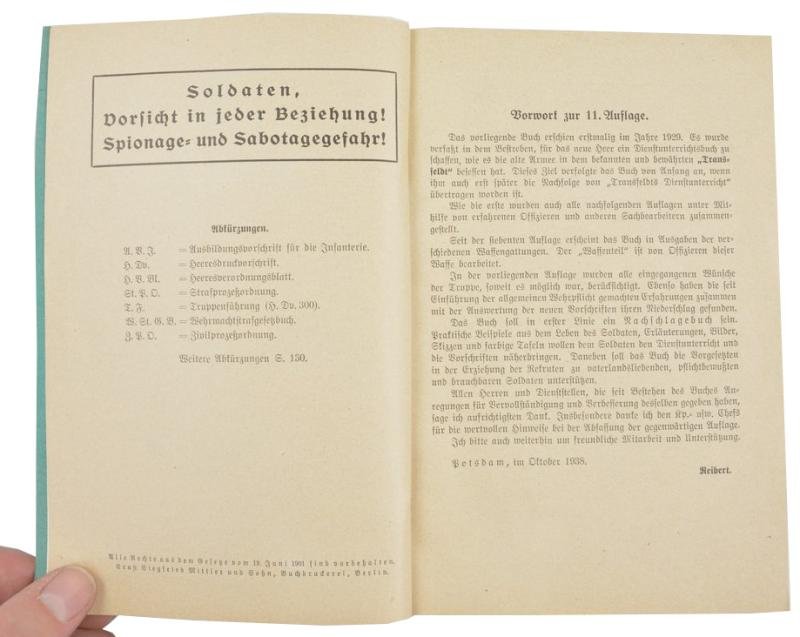 Soldaten,
Vorsicht in jeder Beziehung!
Spionage= und Sabotagegefahr!
Abkürzungen.
A. V. I. = Ausbildungsvorschrift für die Infanterie.
H. Dv. = Heeresdruckvorschrift.
H. V. Bl. = Heeresverordnungsblatt.
St. P. O. = Strafprozeßordnung.
T. F. = Truppenführung (H. Dv. 300).
W. St. G. B. = Wehrmachtstrafgesetzbuch.
Z. P. O. = Zivilprozeßordnung.
Weitere Abkürzungen S. 130.
Alle Rechte aus dem Gesetze vom 19. Juni 1901 sind vorbehalten.
Ernst Siegfried Mittler und Sohn, Buchdruckerei, Berlin.
Vorwort zur 11. Auflage.
Das vorliegende Buch erschien erstmalig im Jahre 1929. Es wurde
verfaßt in dem Bestreben, für das neue Heer ein Dienstunterrichtsbuch zu
schaffen, wie es die alte Armee in dem bekannten und bewährten „Trans=
feldt“ besessen hat. Dieses Ziel verfolgte das Buch von Anfang an, wenn
ihm auch erst später die Nachfolge von „Transfeldts Dienstunterricht“
übertragen worden ist.
Wie die erste wurden auch alle nachfolgenden Auflagen unter Mit=
hilfe von erfahrenen Offizieren und anderen Sachbearbeitern zusammen=
gestellt.
Seit der siebenten Auflage erscheint das Buch in Ausgaben der ver=
schiedenen Waffengattungen. Der „Waffenteil“ ist von Offizieren dieser
Waffe bearbeitet.
In der vorliegenden Auflage wurden alle eingegangenen Wünsche
der Truppe, soweit es möglich war, berücksichtigt. Ebenso haben die seit
Einführung der allgemeinen Wehrpflicht gemachten Erfahrungen zusammen
mit der Auswertung der neuen Vorschriften ihren Niederschlag gefunden.
Das Buch soll in erster Linie ein Nachschlagebuch sein.
Praktische Beispiele aus dem Leben des Soldaten, Erläuterungen, Bilder,
Skizzen und farbige Tafeln wollen dem Soldaten den Dienstunterricht und
die Vorschriften näherbringen. Daneben soll das Buch die Vorgesetzten
in der Erziehung der Rekruten zu vaterlandsliebenden, pflichtbewußten
und brauchbaren Soldaten unterstützen.
Allen Herren und Dienststellen, die seit Bestehen des Buches An=
regungen für Vervollständigung und Verbesserung desselben gegeben haben,
sage ich aufrichtigsten Dank. Insbesondere danke ich den Kp.= usw. Chefs
für die wertvollen Hinweise bei der Abfassung der gegenwärtigen Auflage.
Ich bitte auch weiterhin um freundliche Mitarbeit und Unterstützung.
Potsdam, im Oktober 1938.
Reibert.